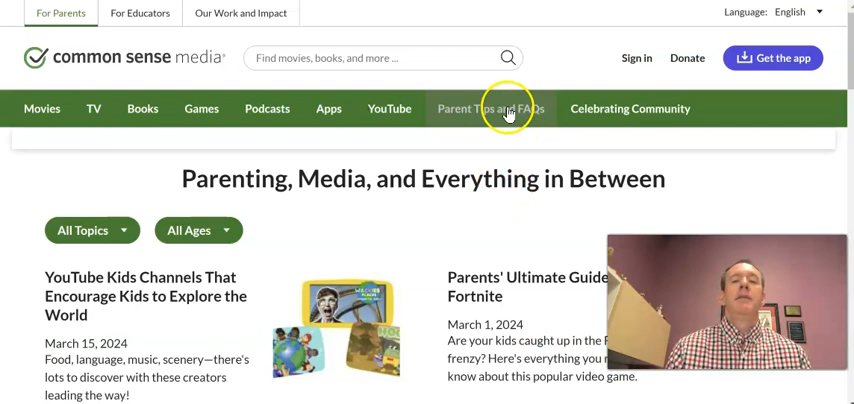 For Parents
For Educators
Our Work and Impact
Language: English
common sense media®
Find movies, books, and more ...
Sign in
Donate
Get the app
Movies
TV
Books
Games
Podcasts
Apps
YouTube
Parent Tips and FAQs
Celebrating Community
Parenting, Media, and Everything in Between
All Topics
All Ages
YouTube Kids Channels That
Encourage Kids to Explore the
World
March 15, 2024
Food, language, music, scenery—there's
lots to discover with these creators
leading the way!
Parents' Ultimate Guide
Fortnite
March 1, 2024
Are your kids caught up in the
frenzy? Here's everything you
know about this popular video game.